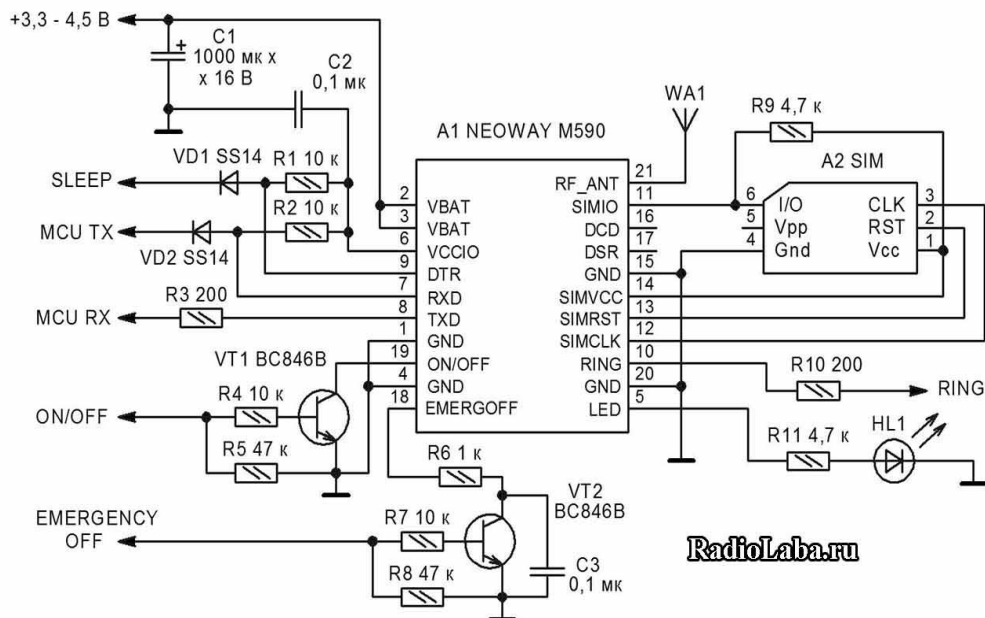 +3,3 - 4,5 В
C1
1000 мк х
х 16 В
C2
0,1 мк
VD1 SS14
R1 10 к
SLEEP
R2 10 к
MCU TX
VD2 SS14
R3 200
MCU RX
VT1 BC846B
R4 10 к
ON/OFF
R5 47 к
A1 NEOWAY M590
2 VBAT
3 VBAT
6 VCCIO
9 DTR
7 RXD
8 TXD
1 GND
19 ON/OFF
4 GND
18 EMERGOFF
RF_ANT 21
SIMIO 11
DCD 16
DSR 17
GND 15
SIMVCC 14
SIMRST 13
SIMCLK 12
RING 10
GND 20
LED 5
WA1
R9 4,7 к
A2 SIM
6 I/O
5 Vpp
4 Gnd
CLK 3
RST 2
Vcc 1
R10 200
RING
R11 4,7 к
HL1
R6 1 к
VT2
BC846B
EMERGENCY
OFF
R7 10 к
R8 47 к
C3
0,1 мк
RadioLaba.ru